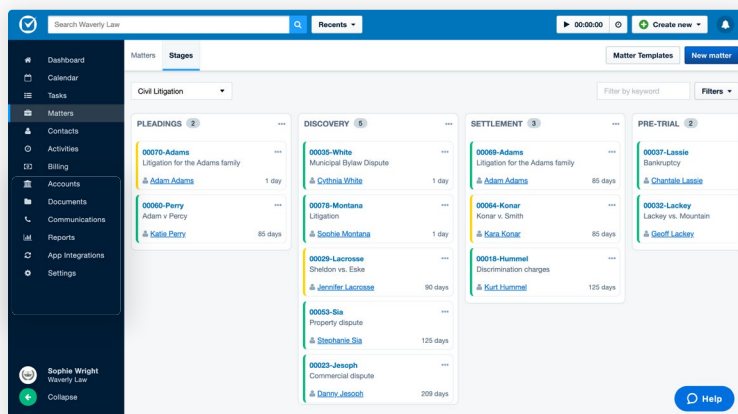 Search Waverly Law
Recents
00:00:00
Create new
Dashboard
Calendar
Tasks
Matters
Contacts
Activities
Billing
Accounts
Documents
Communications
Reports
App Integrations
Settings
Sophie Wright
Waverly Law
Collapse
Matters
Stages
Matter Templates
New matter
Civil Litigation
Filter by keyword
Filters
PLEADINGS 2
00070-Adams
Litigation for the Adams family
Adam Adams 1 day
00060-Perry
Adam v Percy
Katie Perry 85 days
DISCOVERY 5
00035-White
Municipal Bylaw Dispute
Cythnia White 1 day
00078-Montana
Litigation
Sophie Montana 1 day
00029-Lacrosse
Sheldon vs. Eske
Jennifer Lacrosse 90 days
00053-Sia
Property dispute
Stephanie Sia 125 days
00023-Jesoph
Commercial dispute
Danny Jesoph 209 days
SETTLEMENT 3
00069-Adams
Litigation for the Adams family
Adam Adams 85 days
00064-Konar
Konar v. Smith
Kara Konar 85 days
00018-Hummel
Discrimination charges
Kurt Hummel 125 days
PRE-TRIAL 2
00037-Lassie
Bankruptcy
Chantale Lassie
00032-Lackey
Lackey vs. Mountain
Geoff Lackey
Help